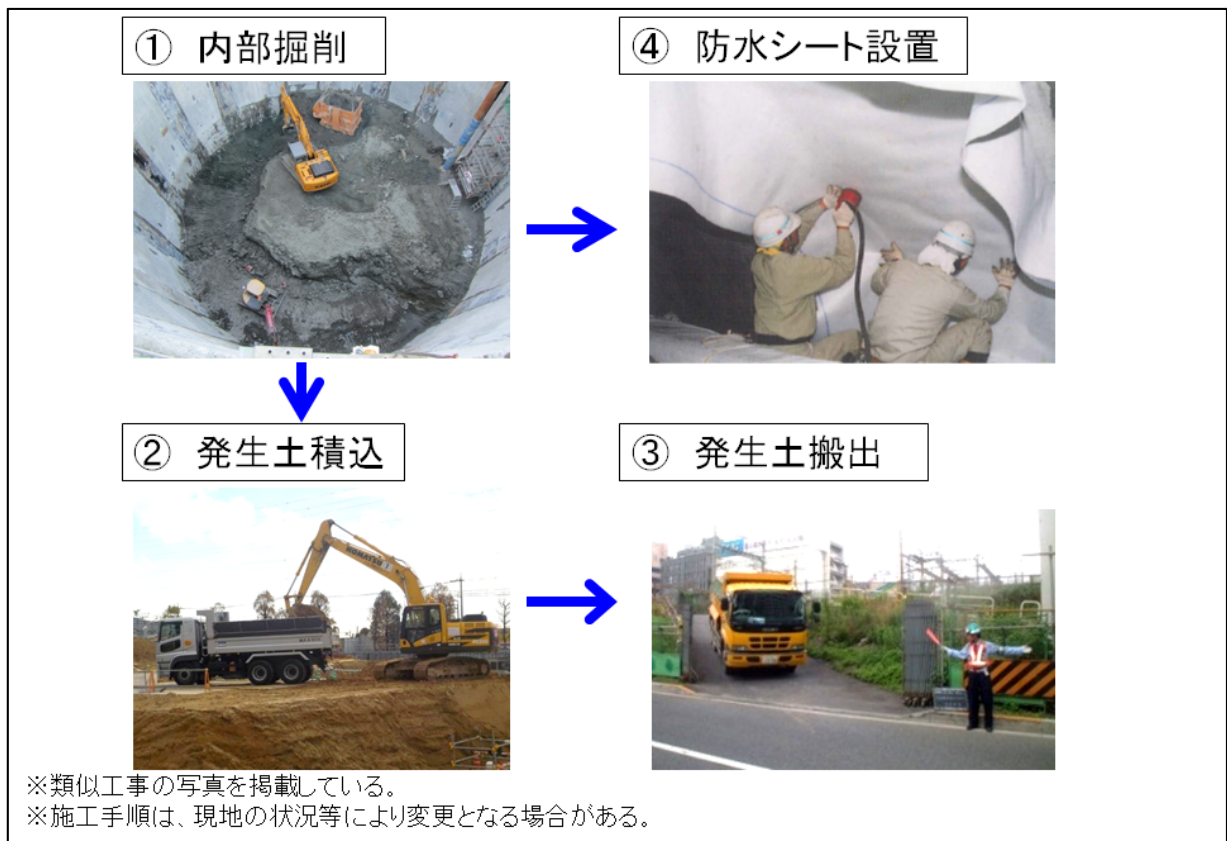 ① 内部掘削
④ 防水シート設置
② 発生土積込
KOMATSU
③ 発生土搬出
※類似工事の写真を掲載している。
※施工手順は、現地の状況等により変更となる場合がある。